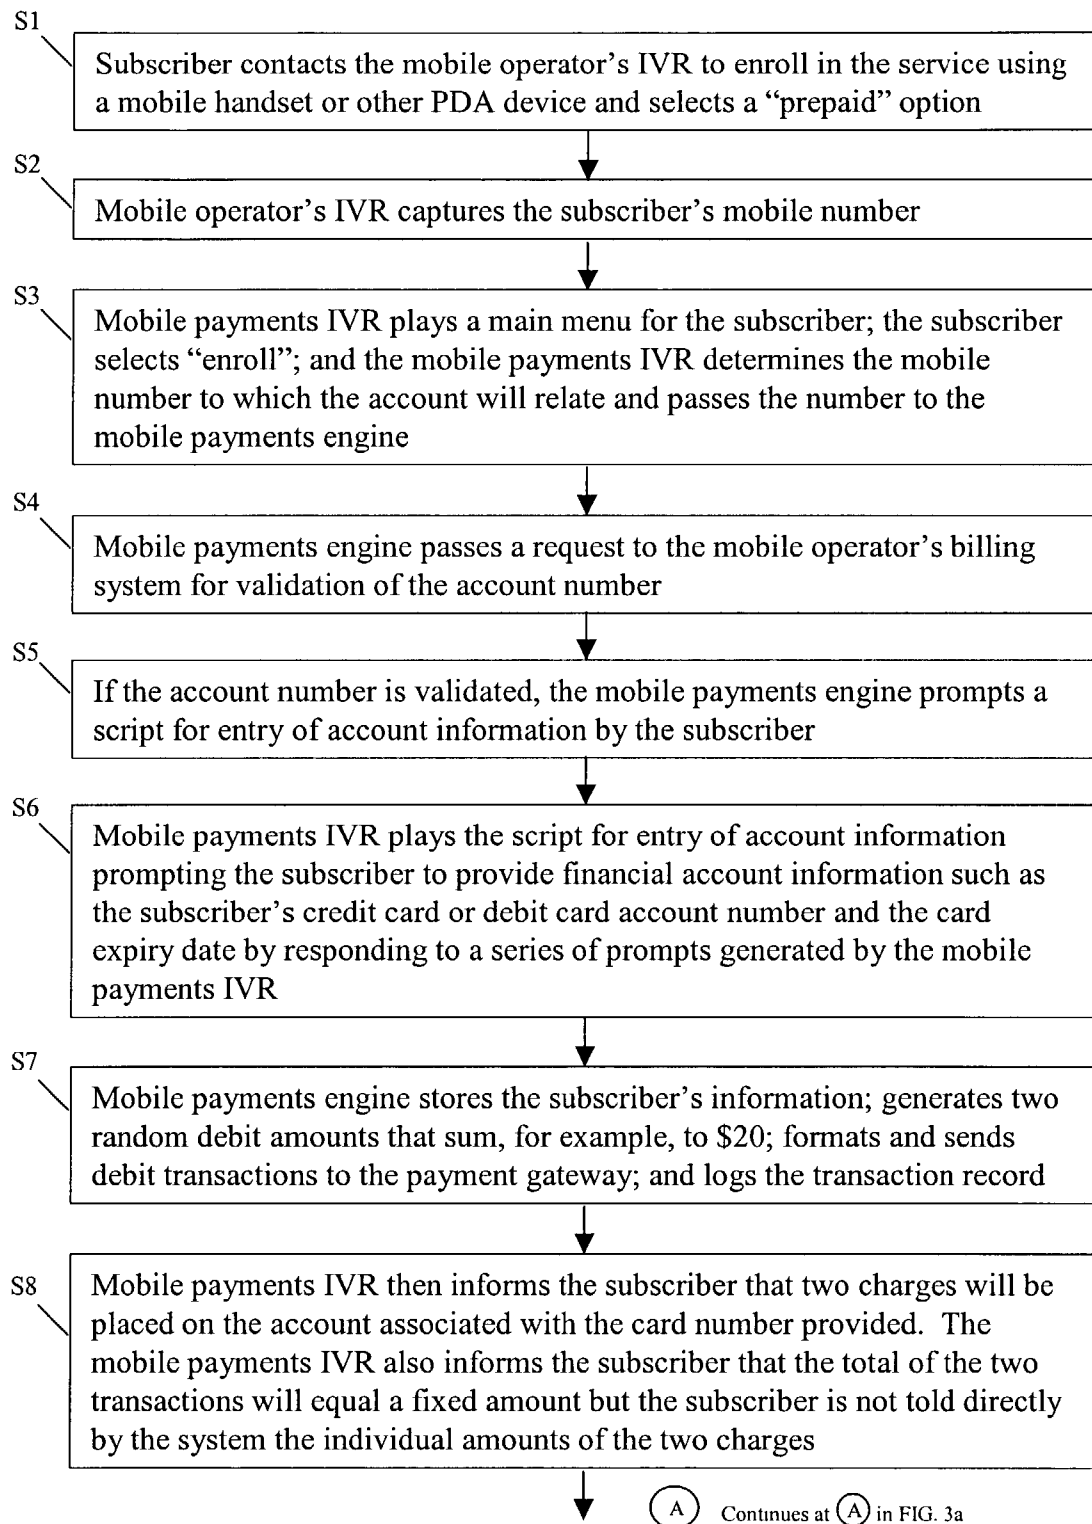 S1
Subscriber contacts the mobile operator’s IVR to enroll in the service using
a mobile handset or other PDA device and selects a “prepaid” option
S2
Mobile operator’s IVR captures the subscriber’s mobile number
S3
Mobile payments IVR plays a main menu for the subscriber; the subscriber
selects “enroll”; and the mobile payments IVR determines the mobile
number to which the account will relate and passes the number to the
mobile payments engine
S4
Mobile payments engine passes a request to the mobile operator’s billing
system for validation of the account number
S5
If the account number is validated, the mobile payments engine prompts a
script for entry of account information by the subscriber
S6
Mobile payments IVR plays the script for entry of account information
prompting the subscriber to provide financial account information such as
the subscriber’s credit card or debit card account number and the card
expiry date by responding to a series of prompts generated by the mobile
payments IVR
S7
Mobile payments engine stores the subscriber’s information; generates two
random debit amounts that sum, for example, to $20; formats and sends
debit transactions to the payment gateway; and logs the transaction record
S8
Mobile payments IVR then informs the subscriber that two charges will be
placed on the account associated with the card number provided. The
mobile payments IVR also informs the subscriber that the total of the two
transactions will equal a fixed amount but the subscriber is not told directly
by the system the individual amounts of the two charges
A Continues at A in FIG. 3a